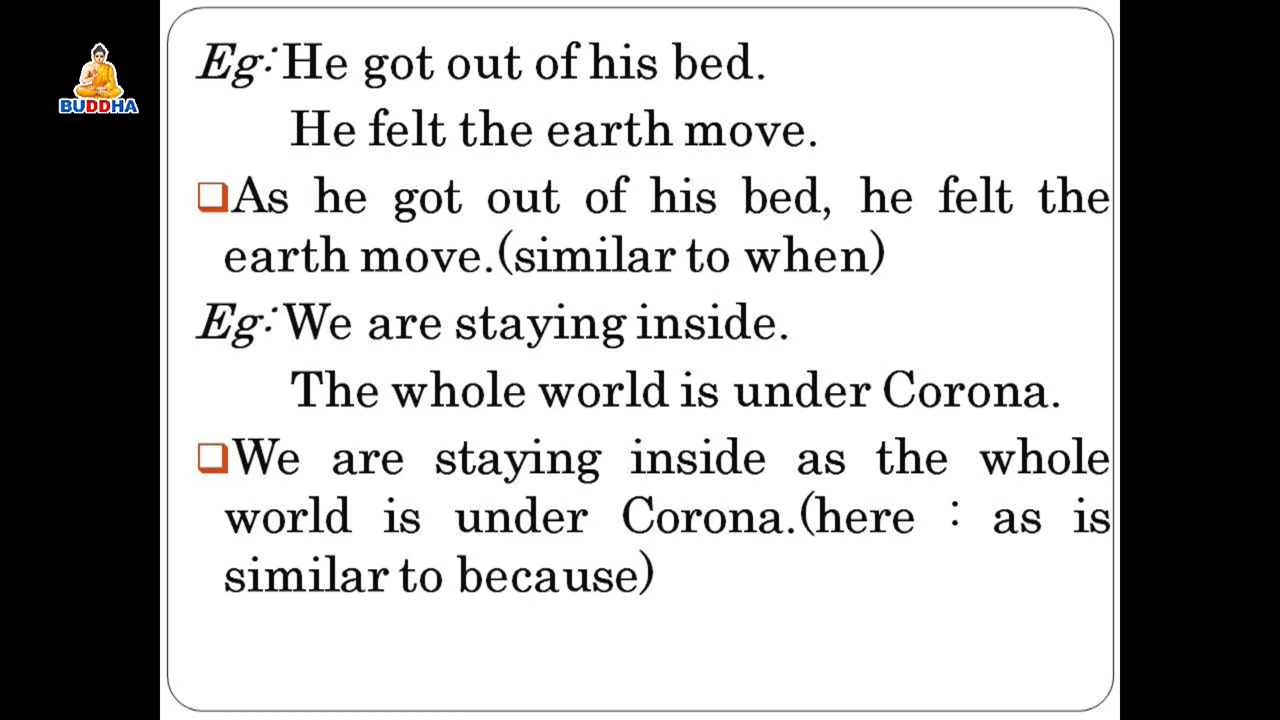 BUDDHA
Eg: He got out of his bed.
He felt the earth move.
As he got out of his bed, he felt the
earth move.(similar to when)
Eg: We are staying inside.
The whole world is under Corona.
We are staying inside as the whole
world is under Corona.(here : as is
similar to because)